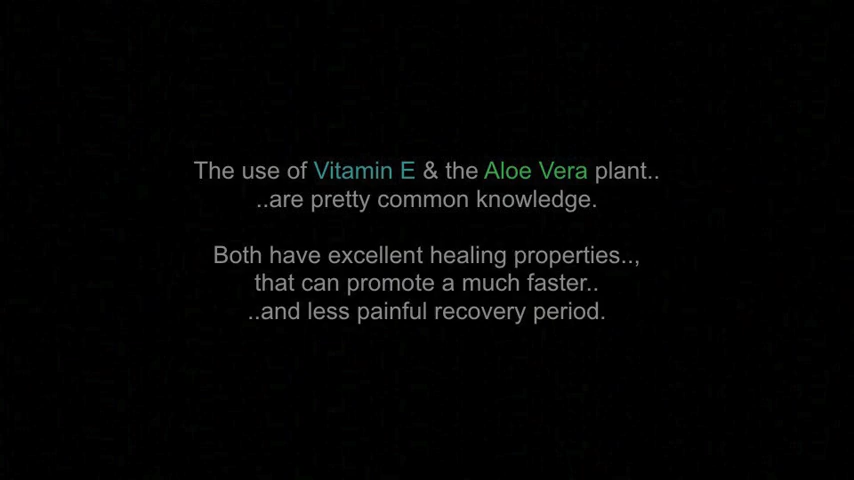 The use of Vitamin E & the Aloe Vera plant..
..are pretty common knowledge.
Both have excellent healing properties..,
that can promote a much faster..
..and less painful recovery period.